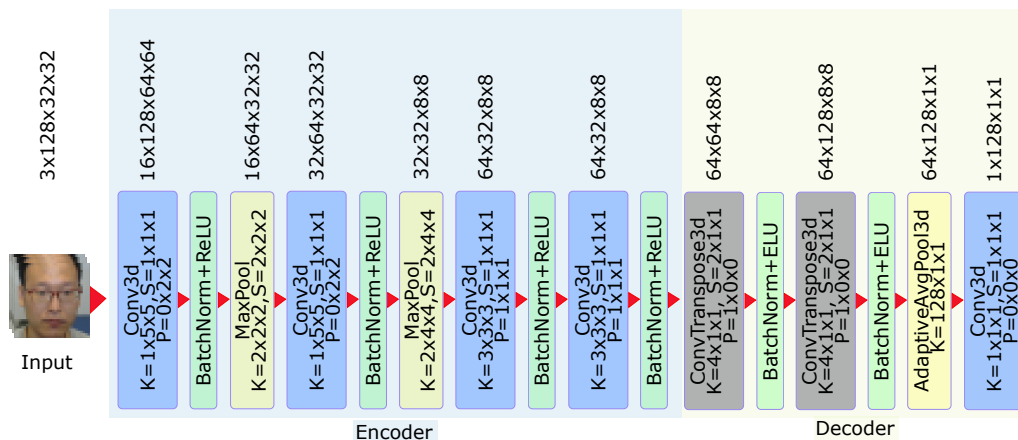 3x128x32x32
16x128x64x64
16x64x32x32
32x64x32x32
32x32x8x8
64x32x8x8
64x32x8x8
64x64x8x8
64x128x8x8
64x128x1x1
1x128x1x1
Input
Conv3d
K=1x5x5, S=1x1x1
P=0x2x2
BatchNorm+ReLU
MaxPool
K=2x2x2,S=2x2x2
Conv3d
K=1x5x5, S=1x1x1
P=0x2x2
BatchNorm+ReLU
MaxPool
K=2x4x4,S=2x4x4
Conv3d
K=3x3x3,S=1x1x1
P=1x1x1
BatchNorm+ReLU
Conv3d
K=3x3x3,S=1x1x1
P=1x1x1
BatchNorm+ReLU
ConvTranspose3d
K=4x1x1, S=2x1x1
P=1x0x0
BatchNorm+ELU
ConvTranspose3d
K=4x1x1, S=2x1x1
P=1x0x0
BatchNorm+ELU
AdaptiveAvgPool3d
K=128x1x1
Conv3d
K=1x1x1,S=1x1x1
P=0x0x0
Encoder
Decoder